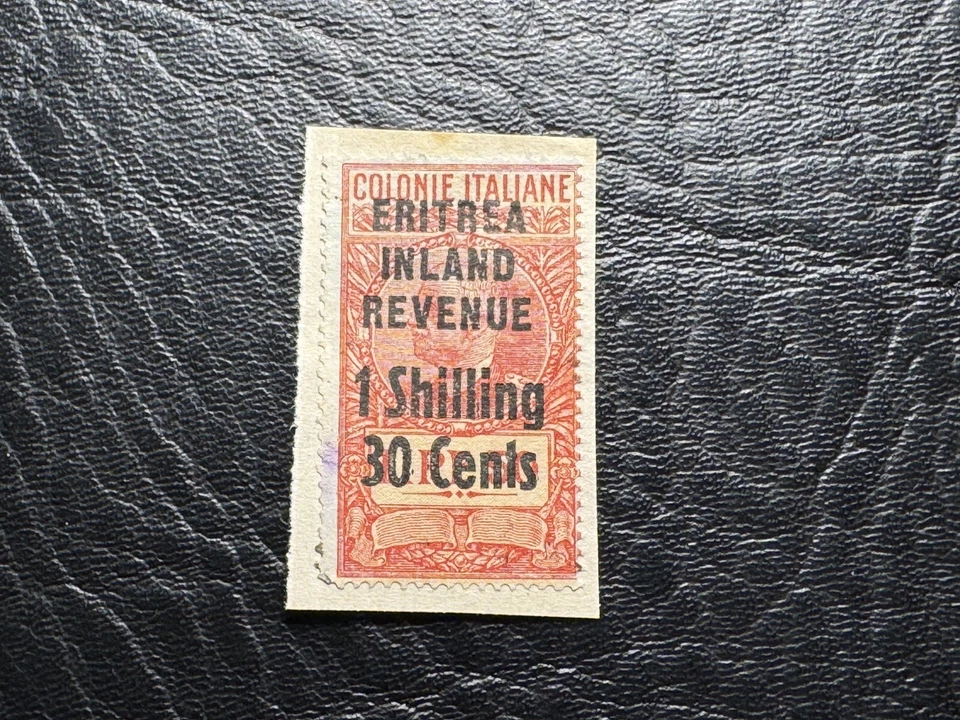 COLONIE ITALIANE
ERITREA
INLAND
REVENUE
1 Shilling
30 Cents